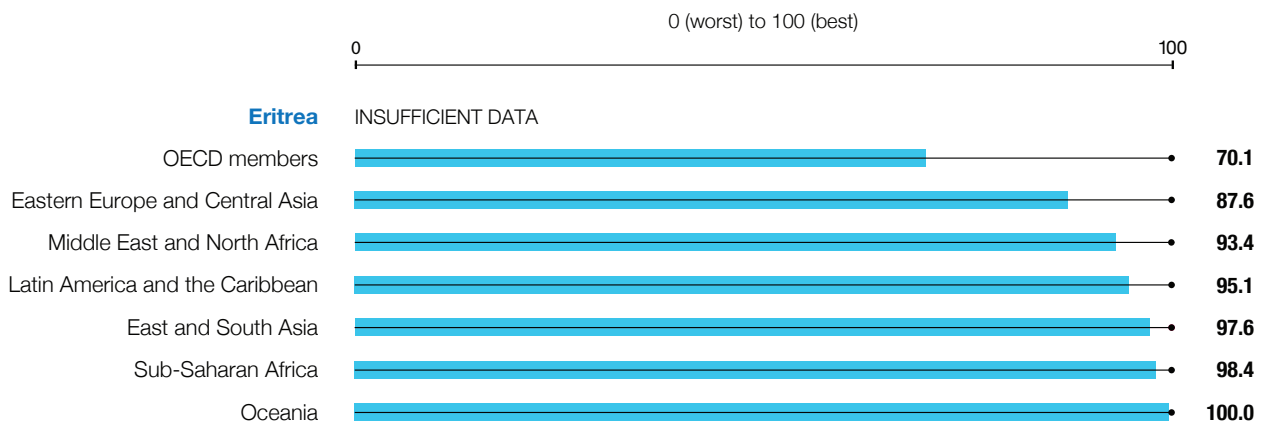 0 (worst) to 100 (best)
0 100
Eritrea INSUFFICIENT DATA
OECD members 70.1
Eastern Europe and Central Asia 87.6
Middle East and North Africa 93.4
Latin America and the Caribbean 95.1
East and South Asia 97.6
Sub-Saharan Africa 98.4
Oceania 100.0